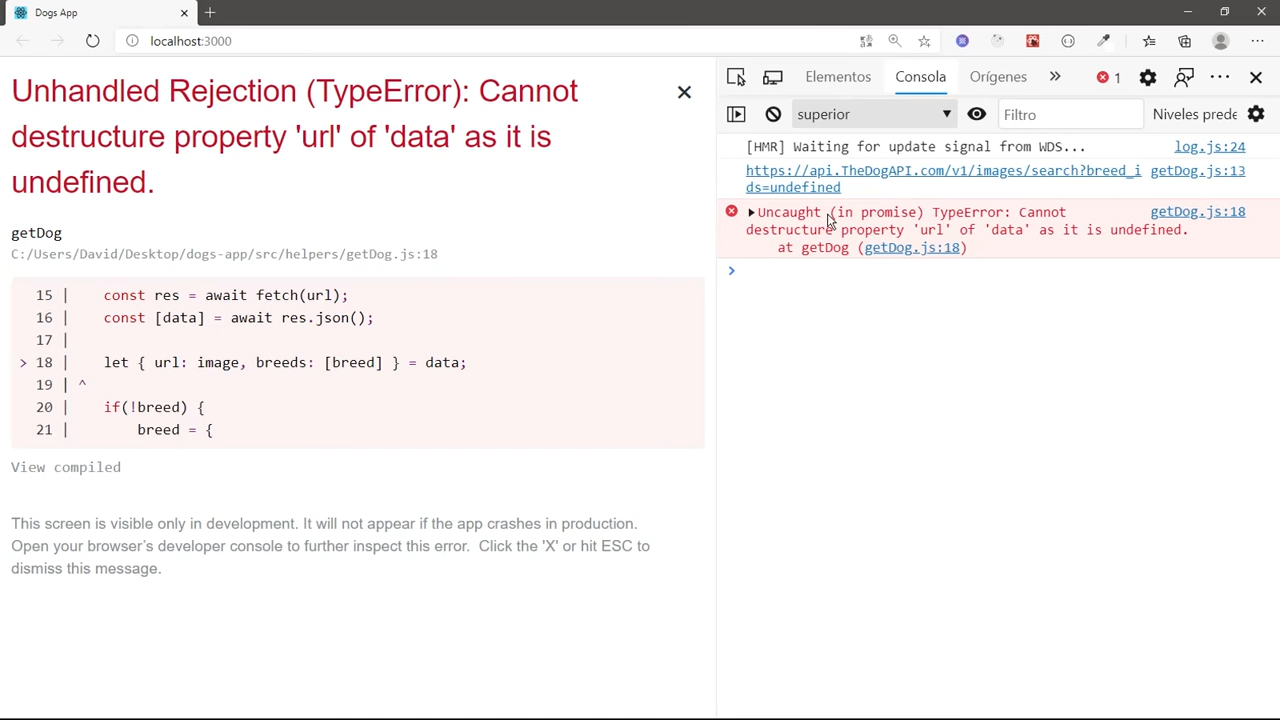 Dogs App
localhost:3000
Unhandled Rejection (TypeError): Cannot
destructure property 'url' of 'data' as it is
undefined.
getDog
C:/Users/David/Desktop/dogs-app/src/helpers/getDog.js:18
15 | const res = await fetch(url);
16 | const [data] = await res.json();
17 |
> 18 | let { url: image, breeds: [breed] } = data;
19 | ^
20 | if(!breed) {
21 | breed = {
View compiled
This screen is visible only in development. It will not appear if the app crashes in production.
Open your browser's developer console to further inspect this error. Click the 'X' or hit ESC to
dismiss this message.
Elementos Consola Orígenes 1
superior Filtro Niveles prede
[HMR] Waiting for update signal from WDS... log.js:24
https://api.TheDogAPI.com/v1/images/search?breed_i getDog.js:13
ds=undefined
Uncaught (in promise) TypeError: Cannot getDog.js:18
destructure property 'url' of 'data' as it is undefined.
at getDog (getDog.js:18)